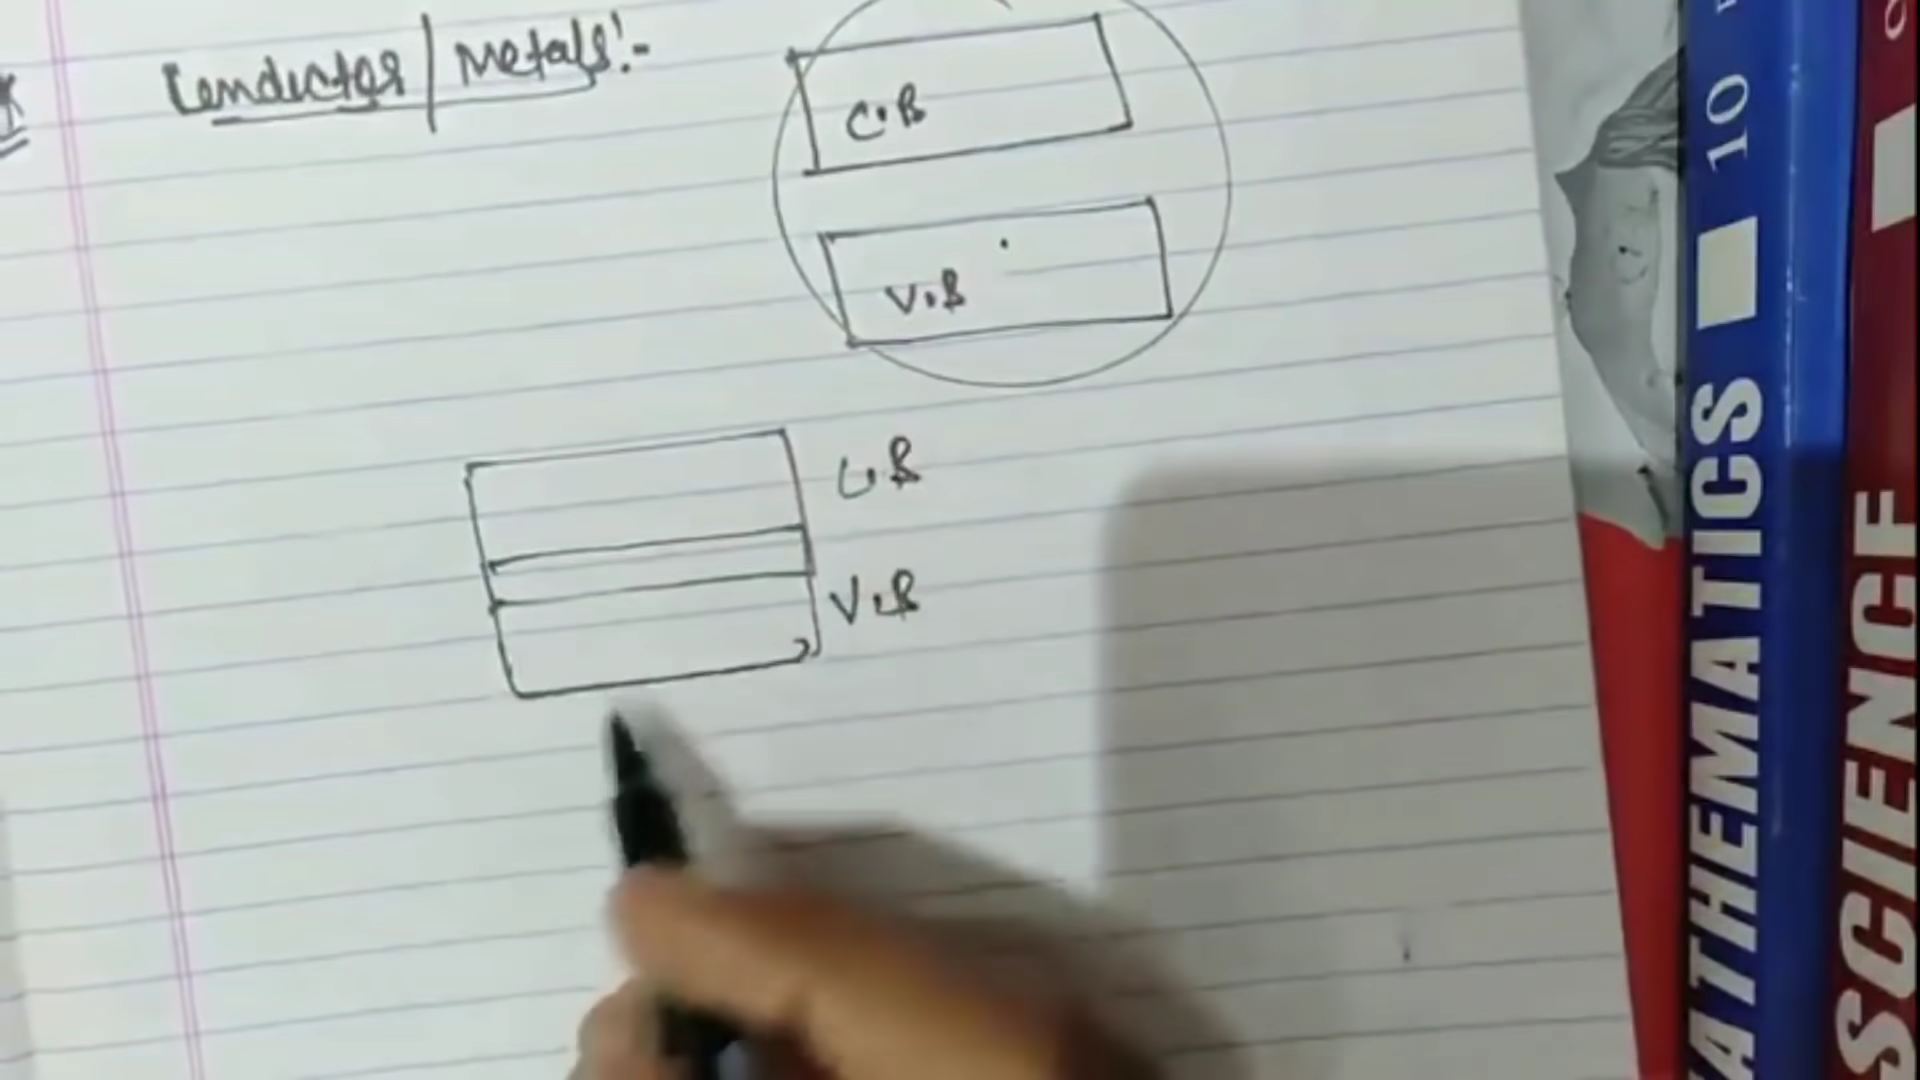 Conductor | Metals:-
C.B
V.B
C.B
V.B
MATHEMATICS 10
SCIENCE